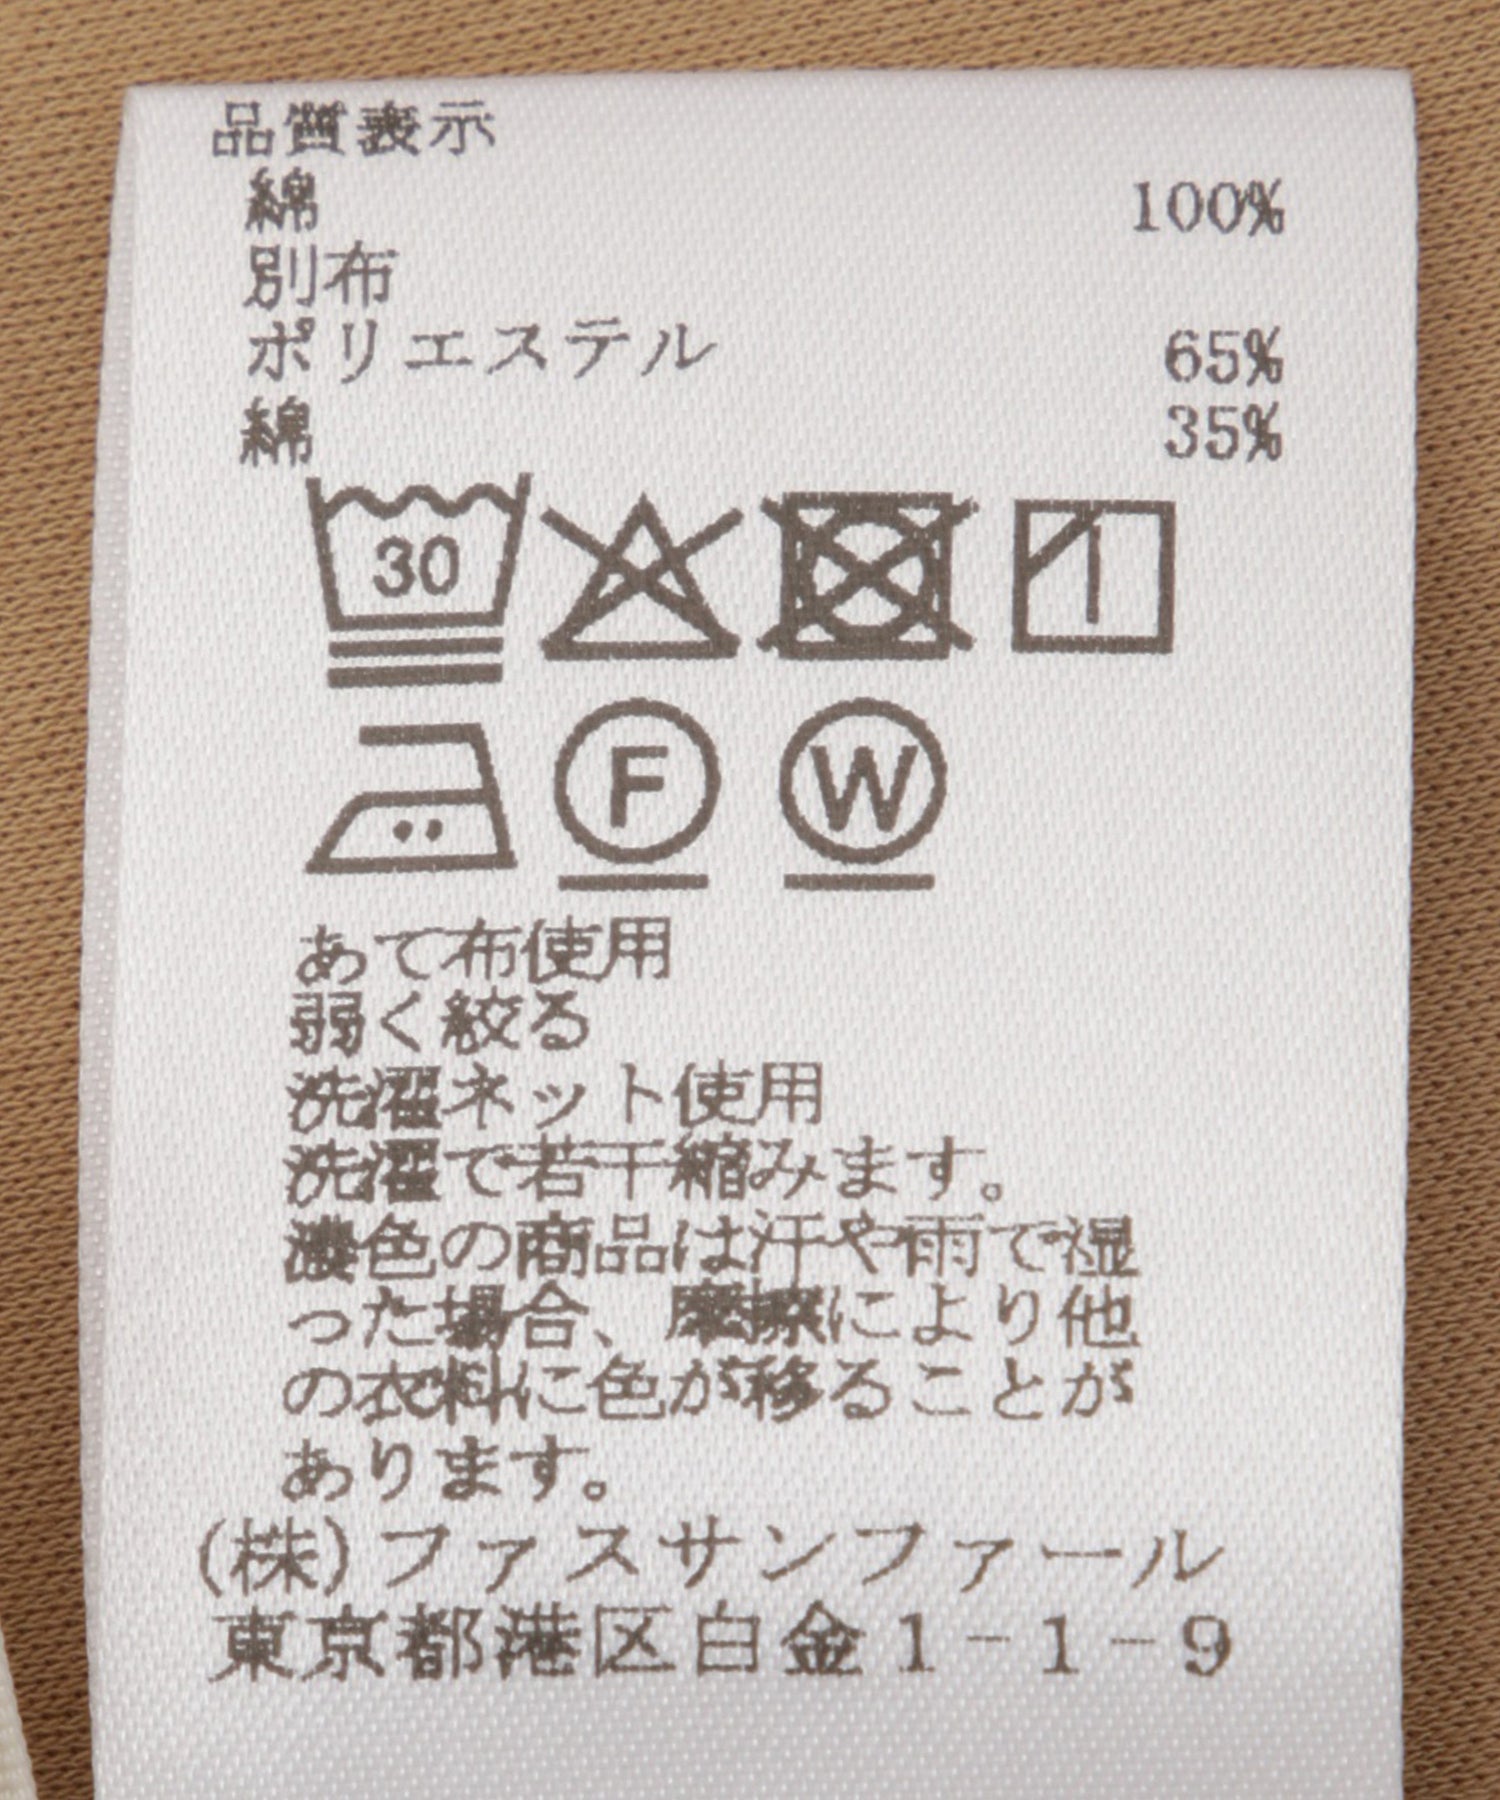 品質表示
綿 100%
別布
ポリエステル 65%
綿 35%
30
F W
あて布使用
弱く絞る
洗濯ネット使用
洗濯で若干縮みます。
濃色の商品は汗や雨で湿
った場合、摩擦により他
の衣料に色が移ることが
あります。
(株)ファスサンファール
東京都港区白金1-1-9